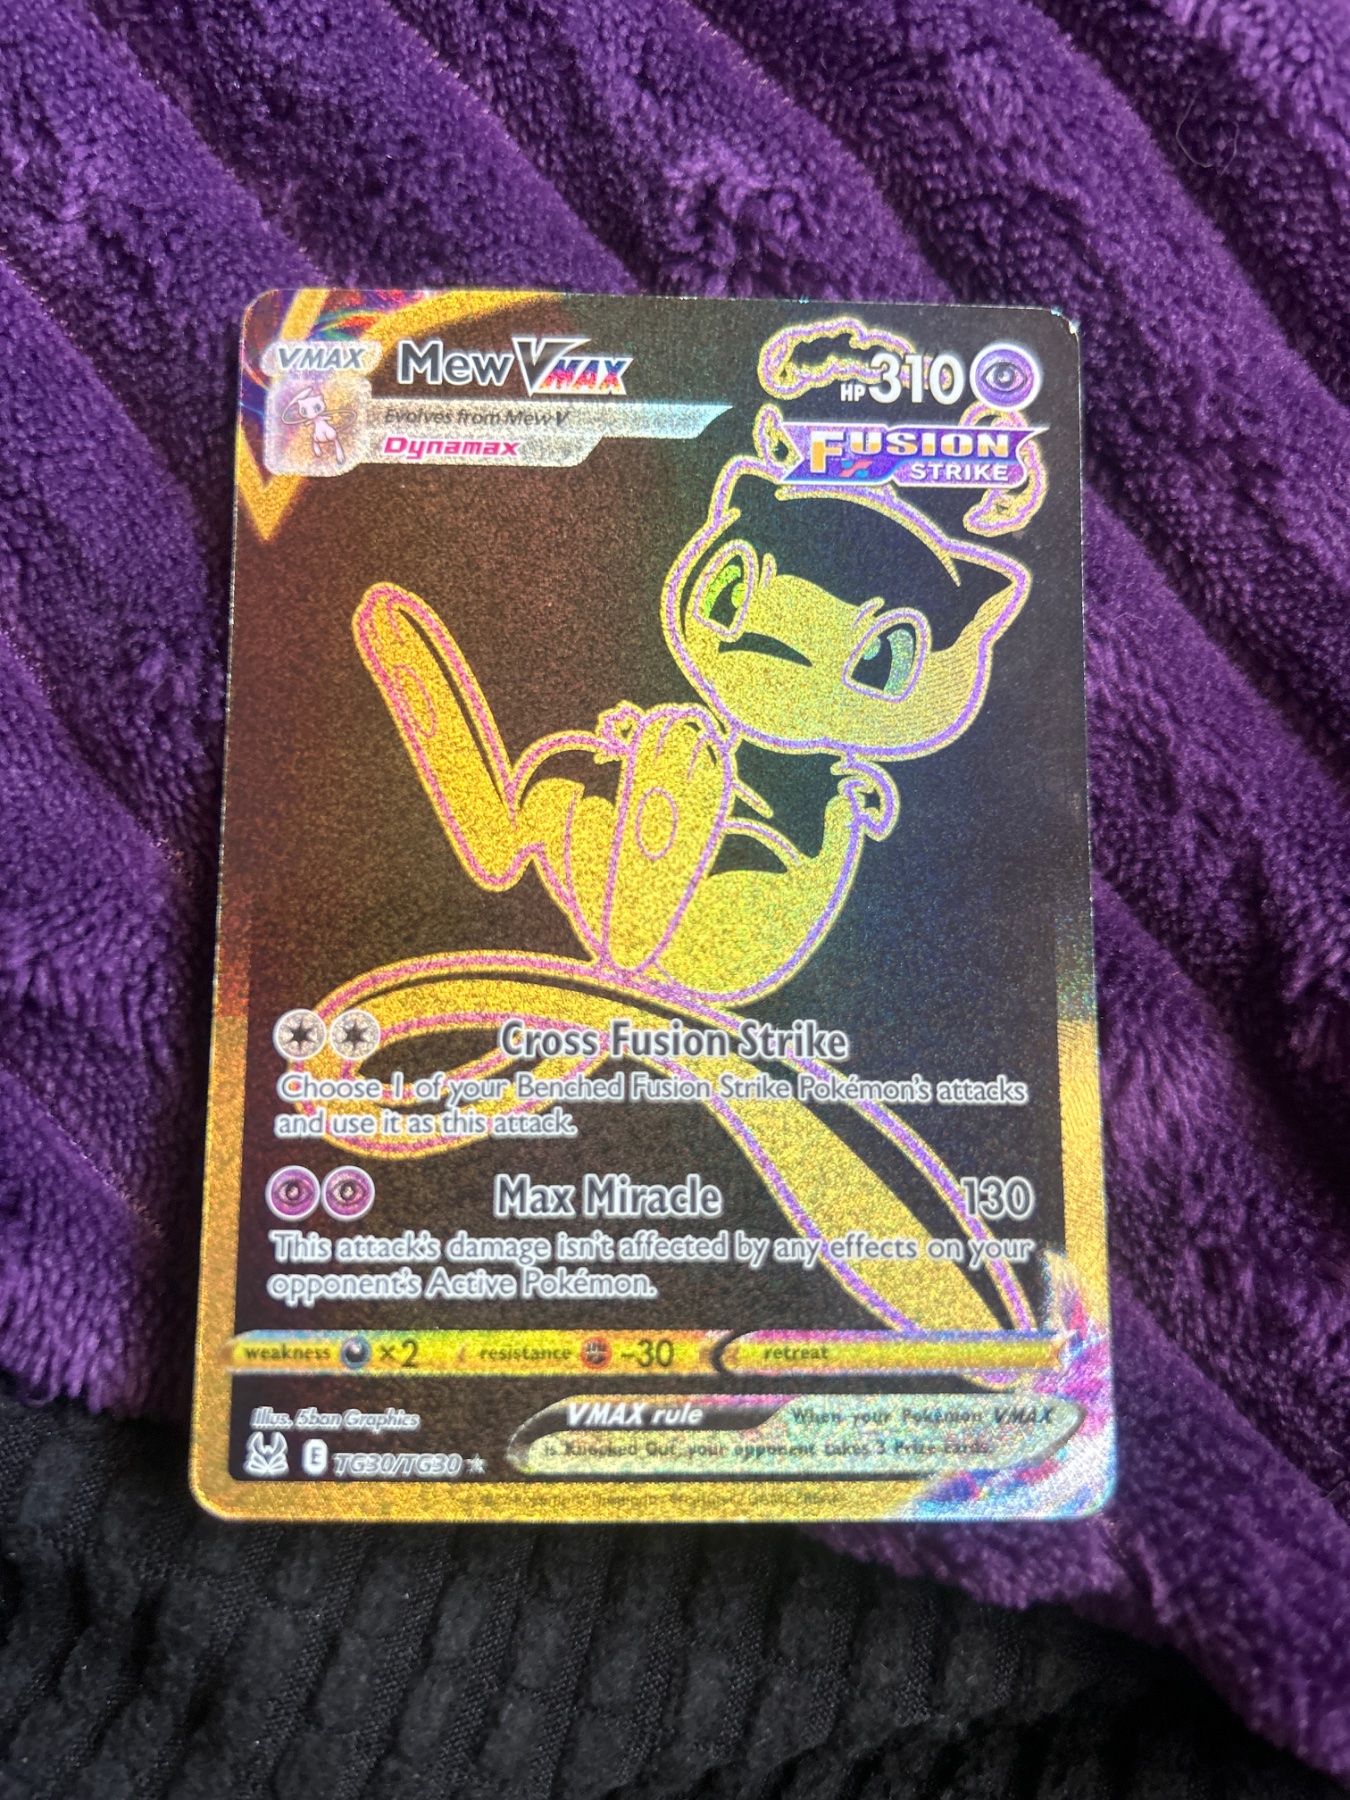 VMAX
Mew VMAX
HP 310
Evolves from Mew V
Dynamax
FUSION
STRIKE
Cross Fusion Strike
Choose 1 of your Benched Fusion Strike Pokémon's attacks
and use it as this attack.
Max Miracle 130
This attack's damage isn't affected by any effects on your
opponent's Active Pokémon.
weakness ×2 resistance -30 retreat
Illus. 5ban Graphics
VMAX rule When your Pokémon VMAX
is Knocked Out, your opponent takes 3 Prize cards.
E TG30/TG30